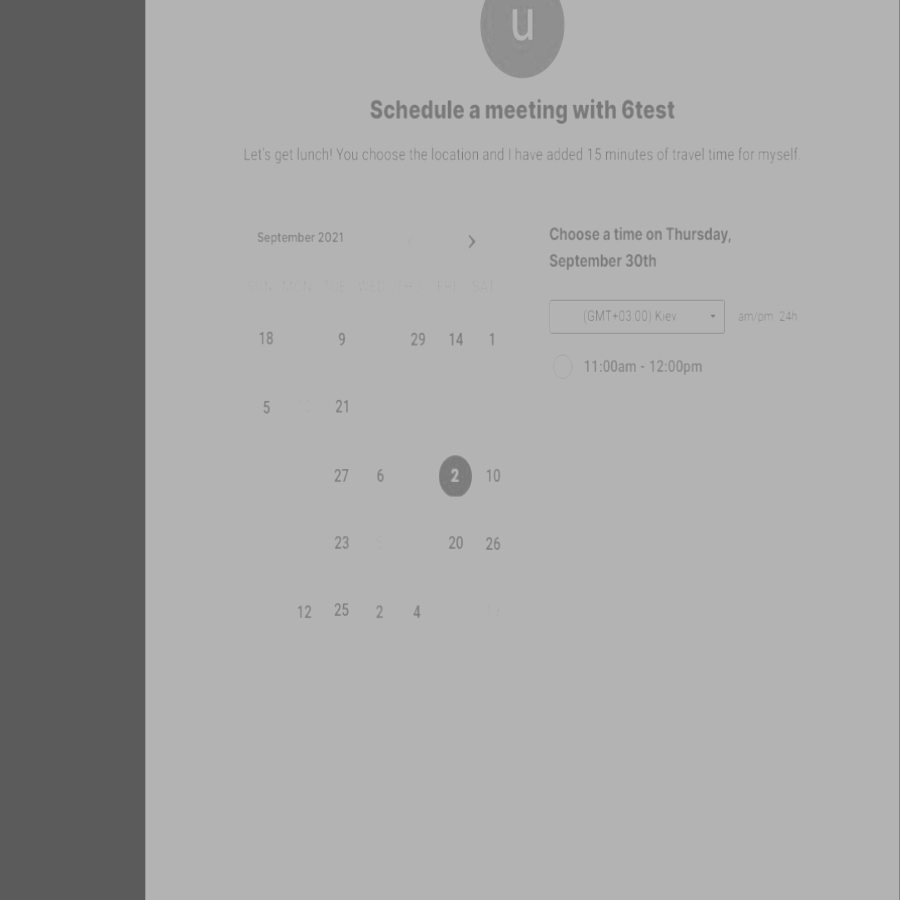 u
Schedule a meeting with 6test
Let's get lunch! You choose the location and I have added 15 minutes of travel time for myself.
September 2021
Choose a time on Thursday,
September 30th
SUN MON TUE WED THU FRI SAT
(GMT+03:00) Kiev
am/pm 24h
18 9 29 14 1
11:00am - 12:00pm
5 21
27 6 2 10
23 20 26
12 25 2 4